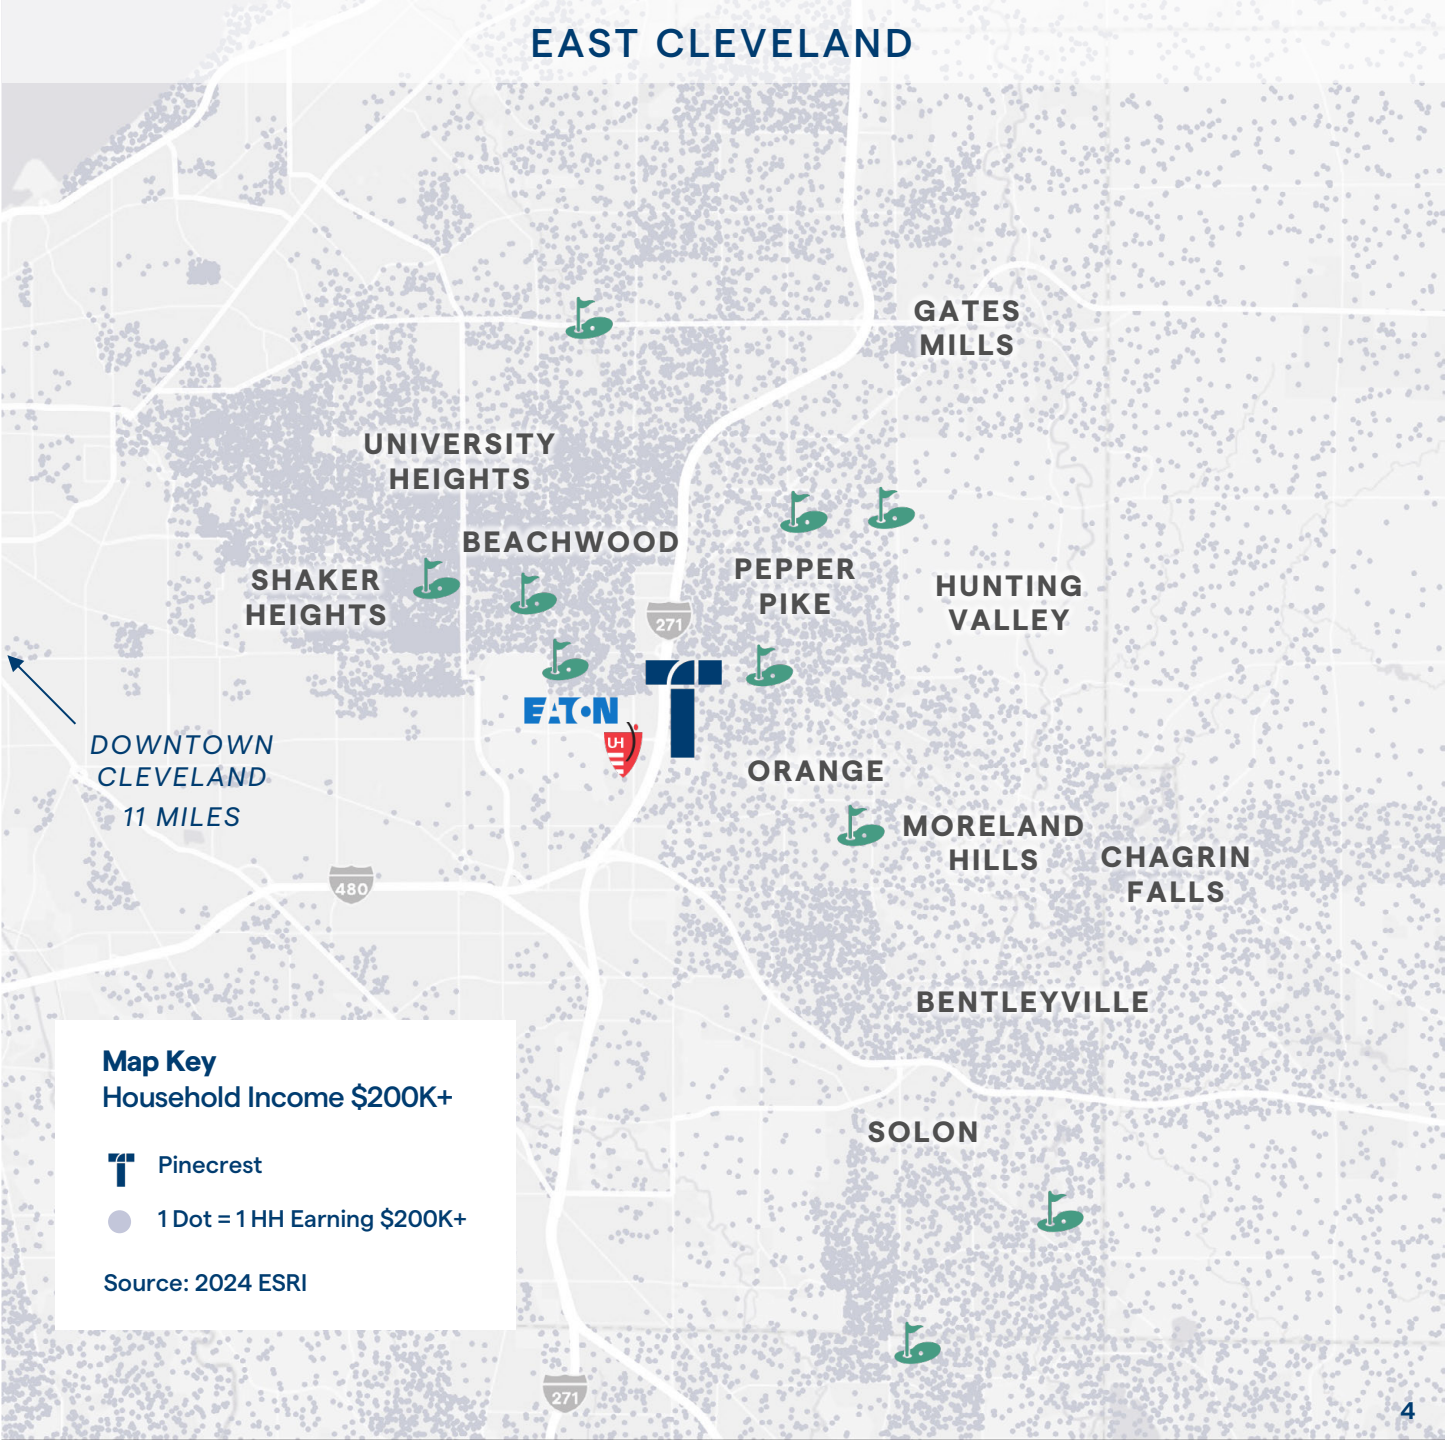 EAST CLEVELAND
GATES
MILLS
UNIVERSITY
HEIGHTS
BEACHWOOD
SHAKER
HEIGHTS
PEPPER
PIKE
HUNTING
VALLEY
271
EATON
UH
DOWNTOWN
CLEVELAND
11 MILES
ORANGE
MORELAND
HILLS
CHAGRIN
FALLS
480
BENTLEYVILLE
Map Key
Household Income $200K+
Pinecrest
1 Dot = 1 HH Earning $200K+
Source: 2024 ESRI
SOLON
271
4